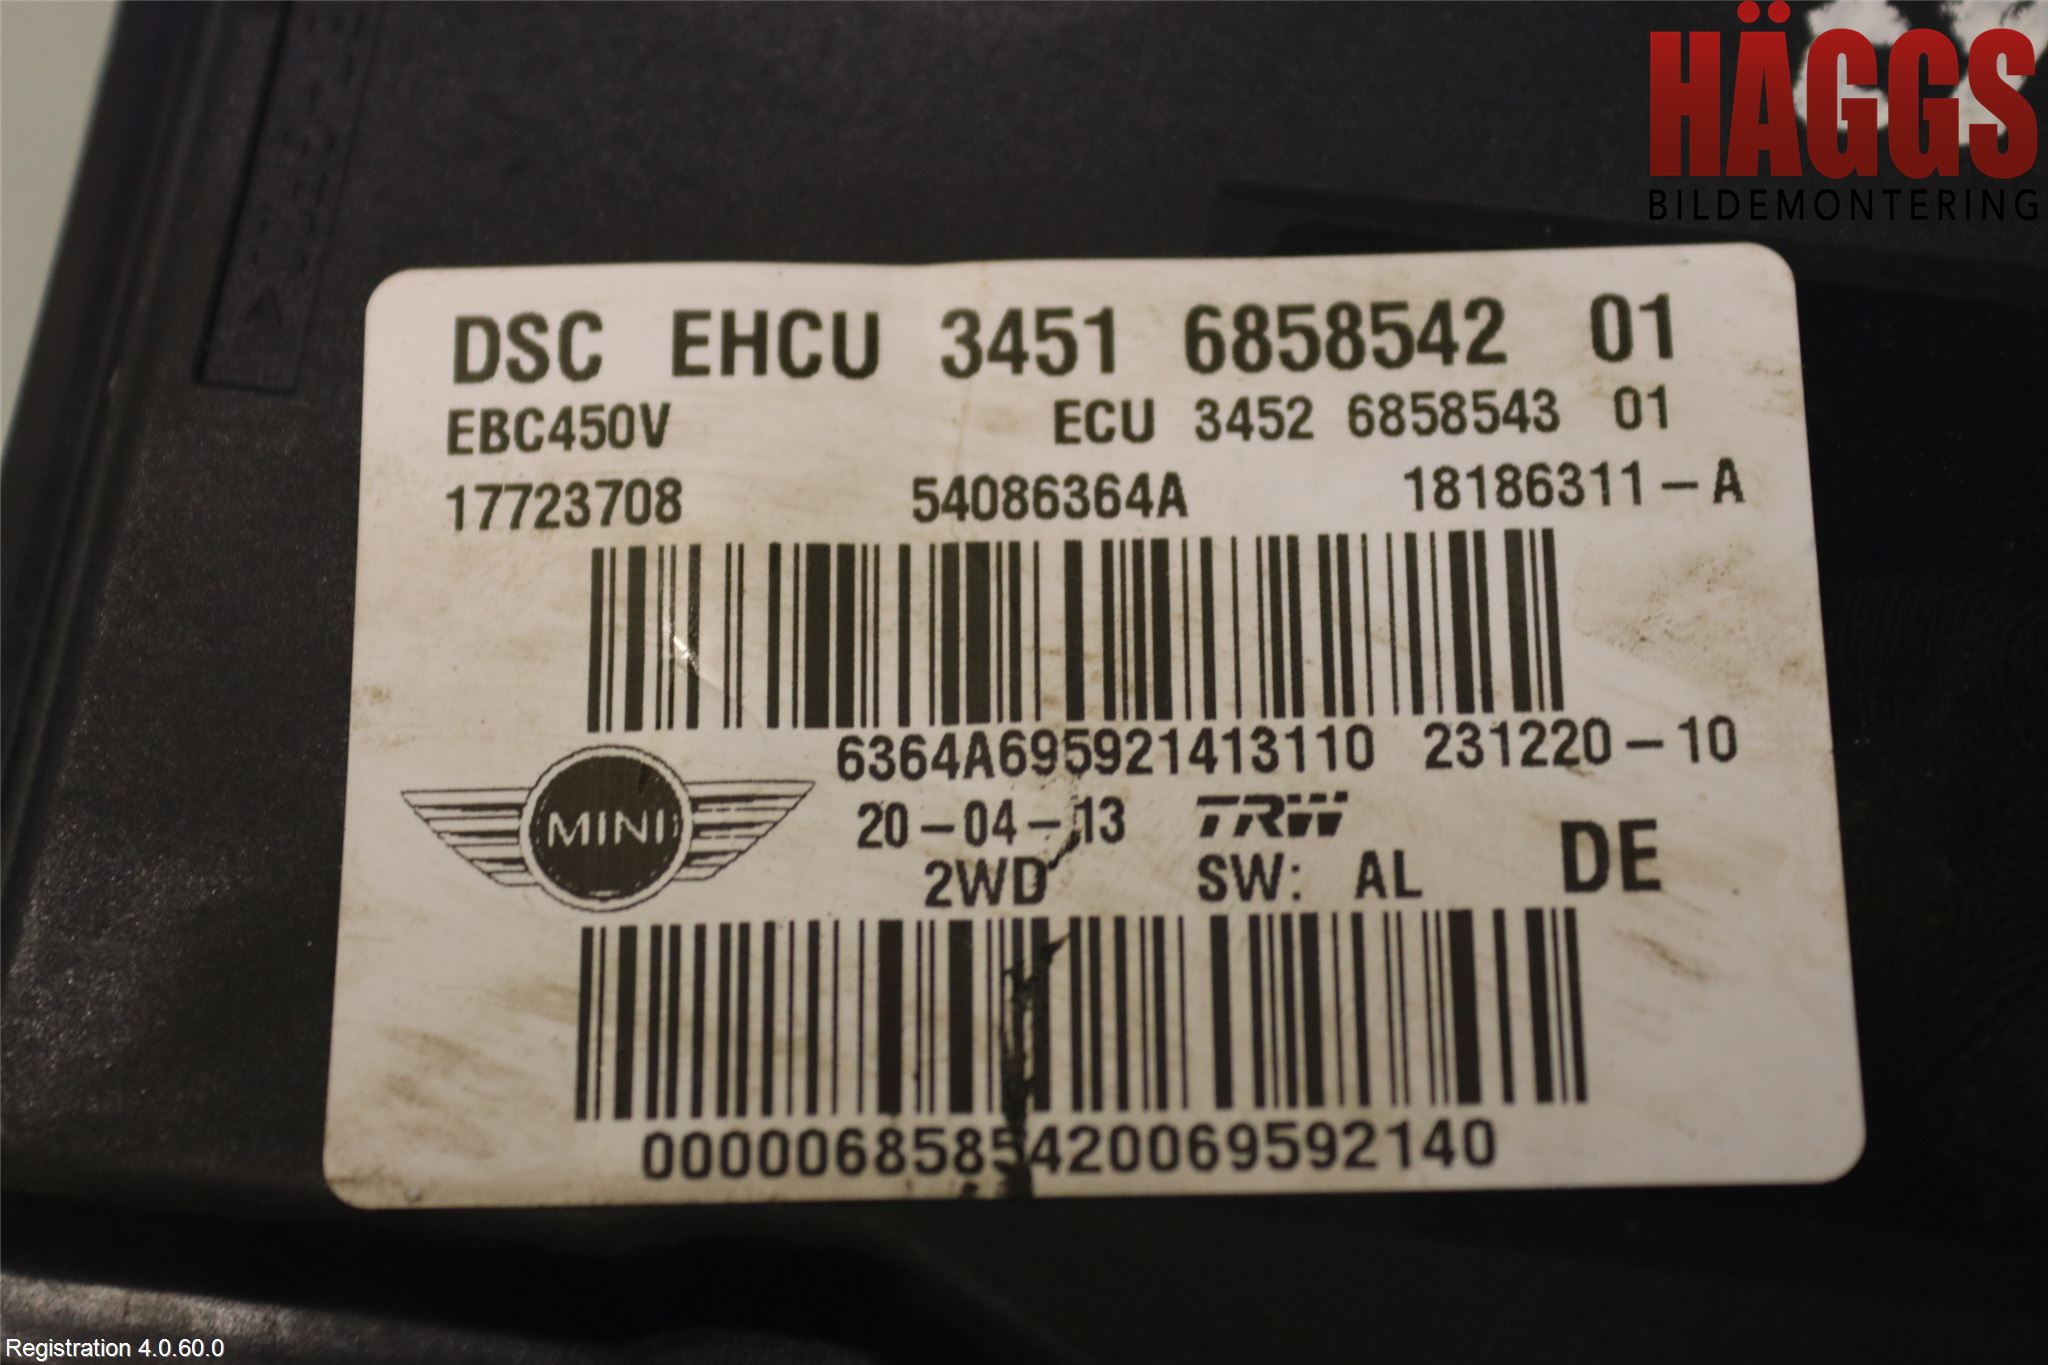 HÄGGS
BILDEMONTERING
DSC EHCU 3451 6858542 01
EBC450V ECU 3452 6858543 01
17723708 54086364A 18186311-A
6364A695921413110 231220-10
MINI
20-04-13 TRW
2WD SW: AL DE
0000068585420069592140
Registration 4.0.60.0